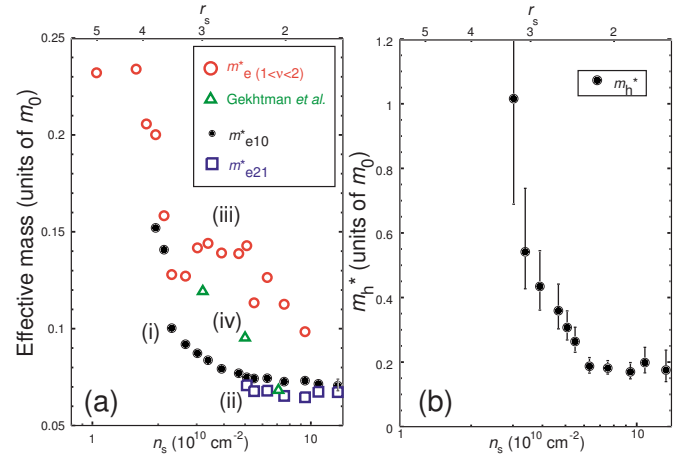 r_s
5 4 3 2
0.25
0.2
0.15
0.1
0.05
Effective mass (units of m_0)
m*_e (1<ν<2)
Gekhtman et al.
m*_e10
m*_e21
(iii)
(iv)
(i)
(ii)
(a)
1 10
n_s (10^10 cm^-2)
r_s
5 4 3 2
1.2
1
0.8
0.6
0.4
0.2
0
m_h* (units of m_0)
m_h*
(b)
1 10
n_s (10^10 cm^-2)